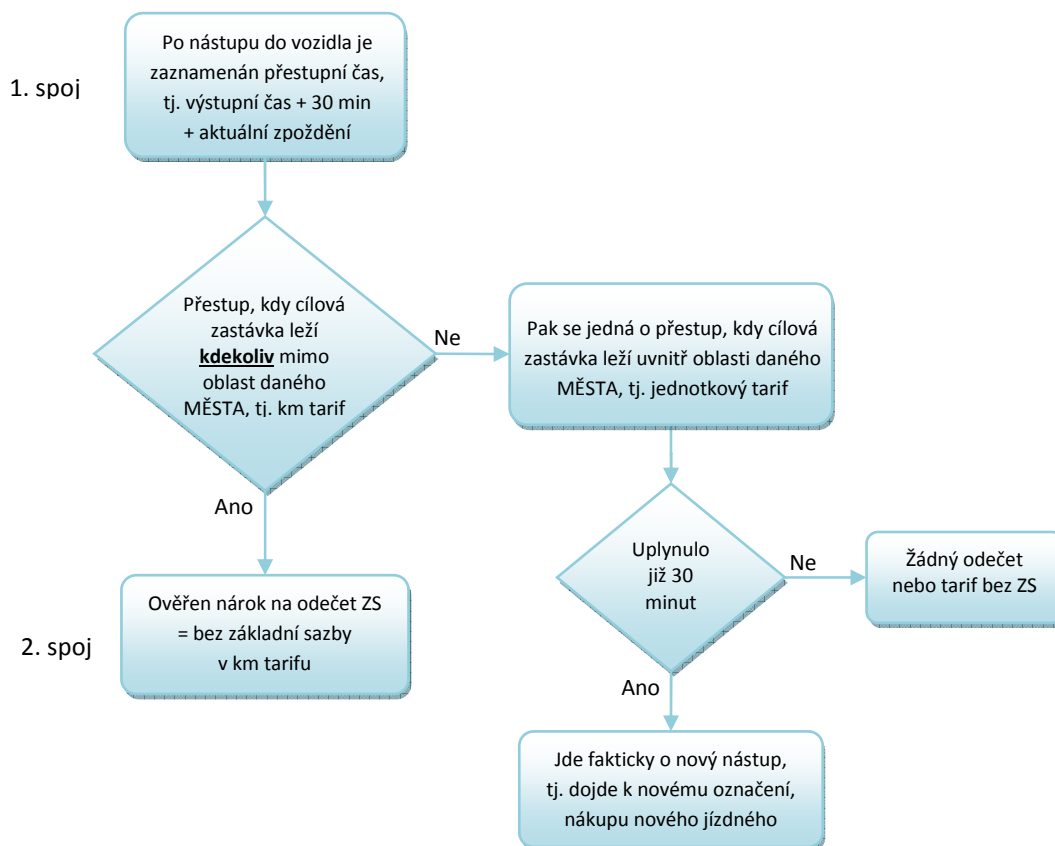 1. spoj
Po nástupu do vozidla je
zaznamenán přestupní čas,
tj. výstupní čas + 30 min
+ aktuální zpoždění
Přestup, kdy cílová
zastávka leží
kdekoliv mimo
oblast daného
MĚSTA, tj. km tarif
Ne
Pak se jedná o přestup, kdy cílová
zastávka leží uvnitř oblasti daného
MĚSTA, tj. jednotkový tarif
Ano
Uplynulo
již 30
minut
Ne
Žádný odečet
nebo tarif bez ZS
2. spoj
Ověřen nárok na odečet ZS
= bez základní sazby
v km tarifu
Ano
Jde fakticky o nový nástup,
tj. dojde k novému označení,
nákupu nového jízdného